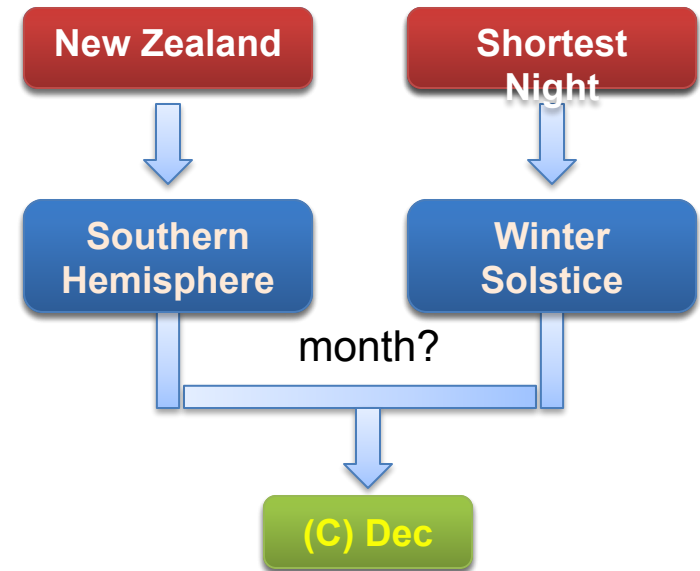 New Zealand
Shortest
Night
Southern
Hemisphere
Winter
Solstice
month?
(C) Dec